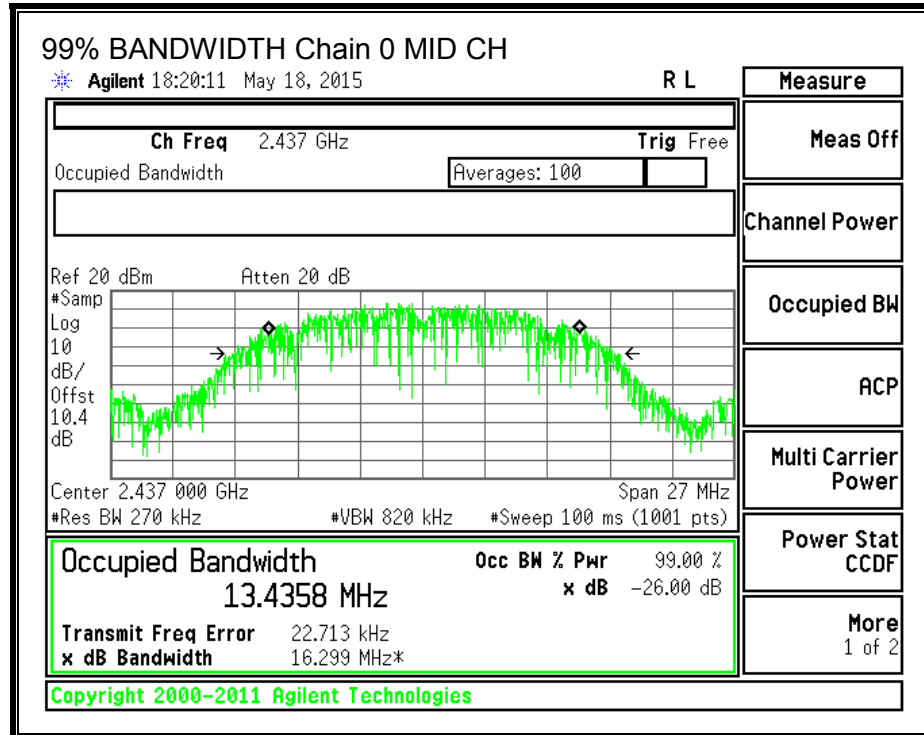 99% BANDWIDTH Chain 0 MID CH
Agilent 18:20:11 May 18, 2015 R L
Measure
Ch Freq 2.437 GHz Trig Free
Meas Off
Occupied Bandwidth Averages: 100
Channel Power
Ref 20 dBm Atten 20 dB
#Samp
Log
10
dB/
Offst
10.4
dB
Occupied BW
ACP
Multi Carrier
Power
Center 2.437 000 GHz Span 27 MHz
#Res BW 270 kHz #VBW 820 kHz #Sweep 100 ms (1001 pts)
Occupied Bandwidth
13.4358 MHz
Occ BW % Pwr 99.00 %
x dB -26.00 dB
Transmit Freq Error 22.713 kHz
x dB Bandwidth 16.299 MHz*
Power Stat
CCDF
More
1 of 2
Copyright 2000-2011 Agilent Technologies